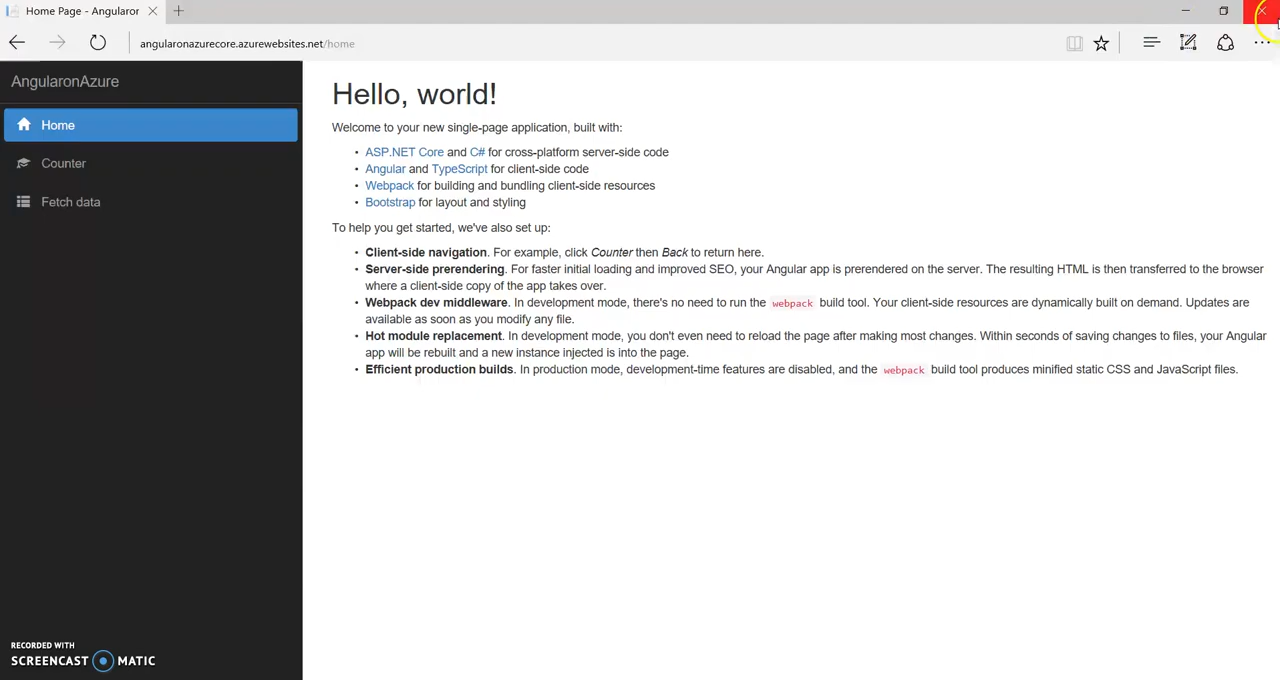 Home Page - Angularor
angularonazurecore.azurewebsites.net/home
AngularonAzure
Home
Counter
Fetch data
Hello, world!
Welcome to your new single-page application, built with:
• ASP.NET Core and C# for cross-platform server-side code
• Angular and TypeScript for client-side code
• Webpack for building and bundling client-side resources
• Bootstrap for layout and styling
To help you get started, we've also set up:
• Client-side navigation. For example, click Counter then Back to return here.
• Server-side prerendering. For faster initial loading and improved SEO, your Angular app is prerendered on the server. The resulting HTML is then transferred to the browser
where a client-side copy of the app takes over.
• Webpack dev middleware. In development mode, there's no need to run the webpack build tool. Your client-side resources are dynamically built on demand. Updates are
available as soon as you modify any file.
• Hot module replacement. In development mode, you don't even need to reload the page after making most changes. Within seconds of saving changes to files, your Angular
app will be rebuilt and a new instance injected is into the page.
• Efficient production builds. In production mode, development-time features are disabled, and the webpack build tool produces minified static CSS and JavaScript files.
RECORDED WITH
SCREENCAST MATIC